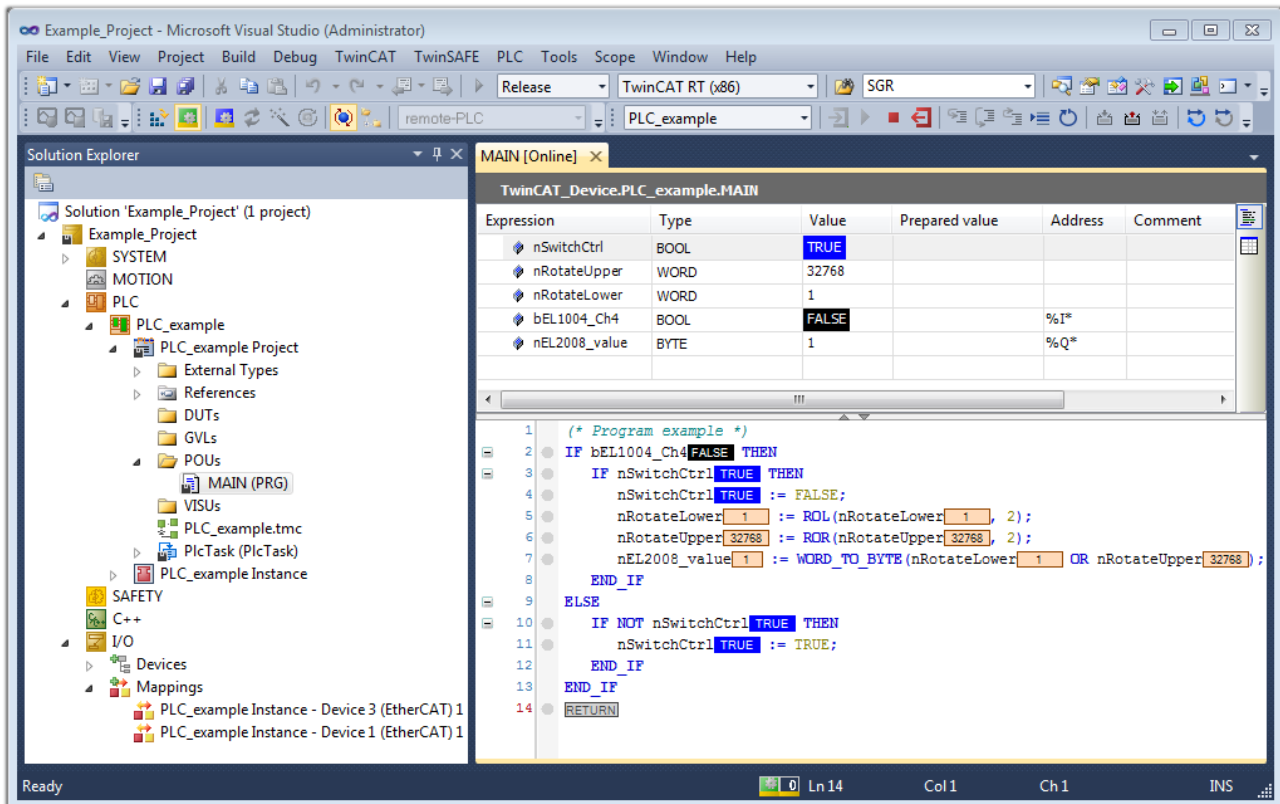 Example_Project - Microsoft Visual Studio (Administrator)
File Edit View Project Build Debug TwinCAT TwinSAFE PLC Tools Scope Window Help
Release TwinCAT RT (x86) SGR
remote-PLC PLC_example
Solution Explorer
Solution 'Example_Project' (1 project)
Example_Project
SYSTEM
MOTION
PLC
PLC_example
PLC_example Project
External Types
References
DUTs
GVLs
POUs
MAIN (PRG)
VISUs
PLC_example.tmc
PlcTask (PlcTask)
PLC_example Instance
SAFETY
C++
I/O
Devices
Mappings
PLC_example Instance - Device 3 (EtherCAT) 1
PLC_example Instance - Device 1 (EtherCAT) 1
MAIN [Online]
TwinCAT_Device.PLC_example.MAIN
Expression Type Value Prepared value Address Comment
nSwitchCtrl BOOL TRUE
nRotateUpper WORD 32768
nRotateLower WORD 1
bEL1004_Ch4 BOOL FALSE %I*
nEL2008_value BYTE 1 %Q*
1 (* Program example *)
2 IF bEL1004_Ch4 FALSE THEN
3 IF nSwitchCtrl TRUE THEN
4 nSwitchCtrl TRUE := FALSE;
5 nRotateLower 1 := ROL(nRotateLower 1 , 2);
6 nRotateUpper 32768 := ROR(nRotateUpper 32768 , 2);
7 nEL2008_value 1 := WORD_TO_BYTE(nRotateLower 1 OR nRotateUpper 32768 );
8 END_IF
9 ELSE
10 IF NOT nSwitchCtrl TRUE THEN
11 nSwitchCtrl TRUE := TRUE;
12 END_IF
13 END_IF
14 RETURN
Ready 0 Ln 14 Col 1 Ch 1 INS